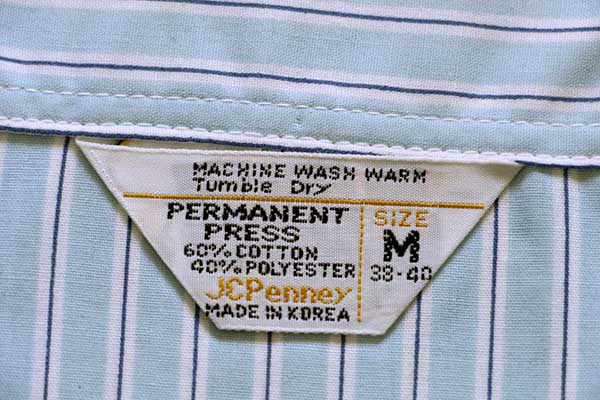 MACHINE WASH WARM
Tumble Dry
PERMANENT
PRESS
60% COTTON
40% POLYESTER
JCPenney
MADE IN KOREA
SIZE
M
38-40